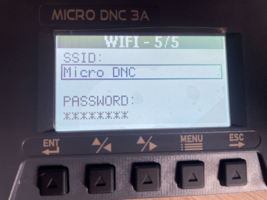 MICRO DNC 3A
WIFI - 5/5
SSID:
Micro DNC
PASSWORD:
********
ENT
MENU
ESC